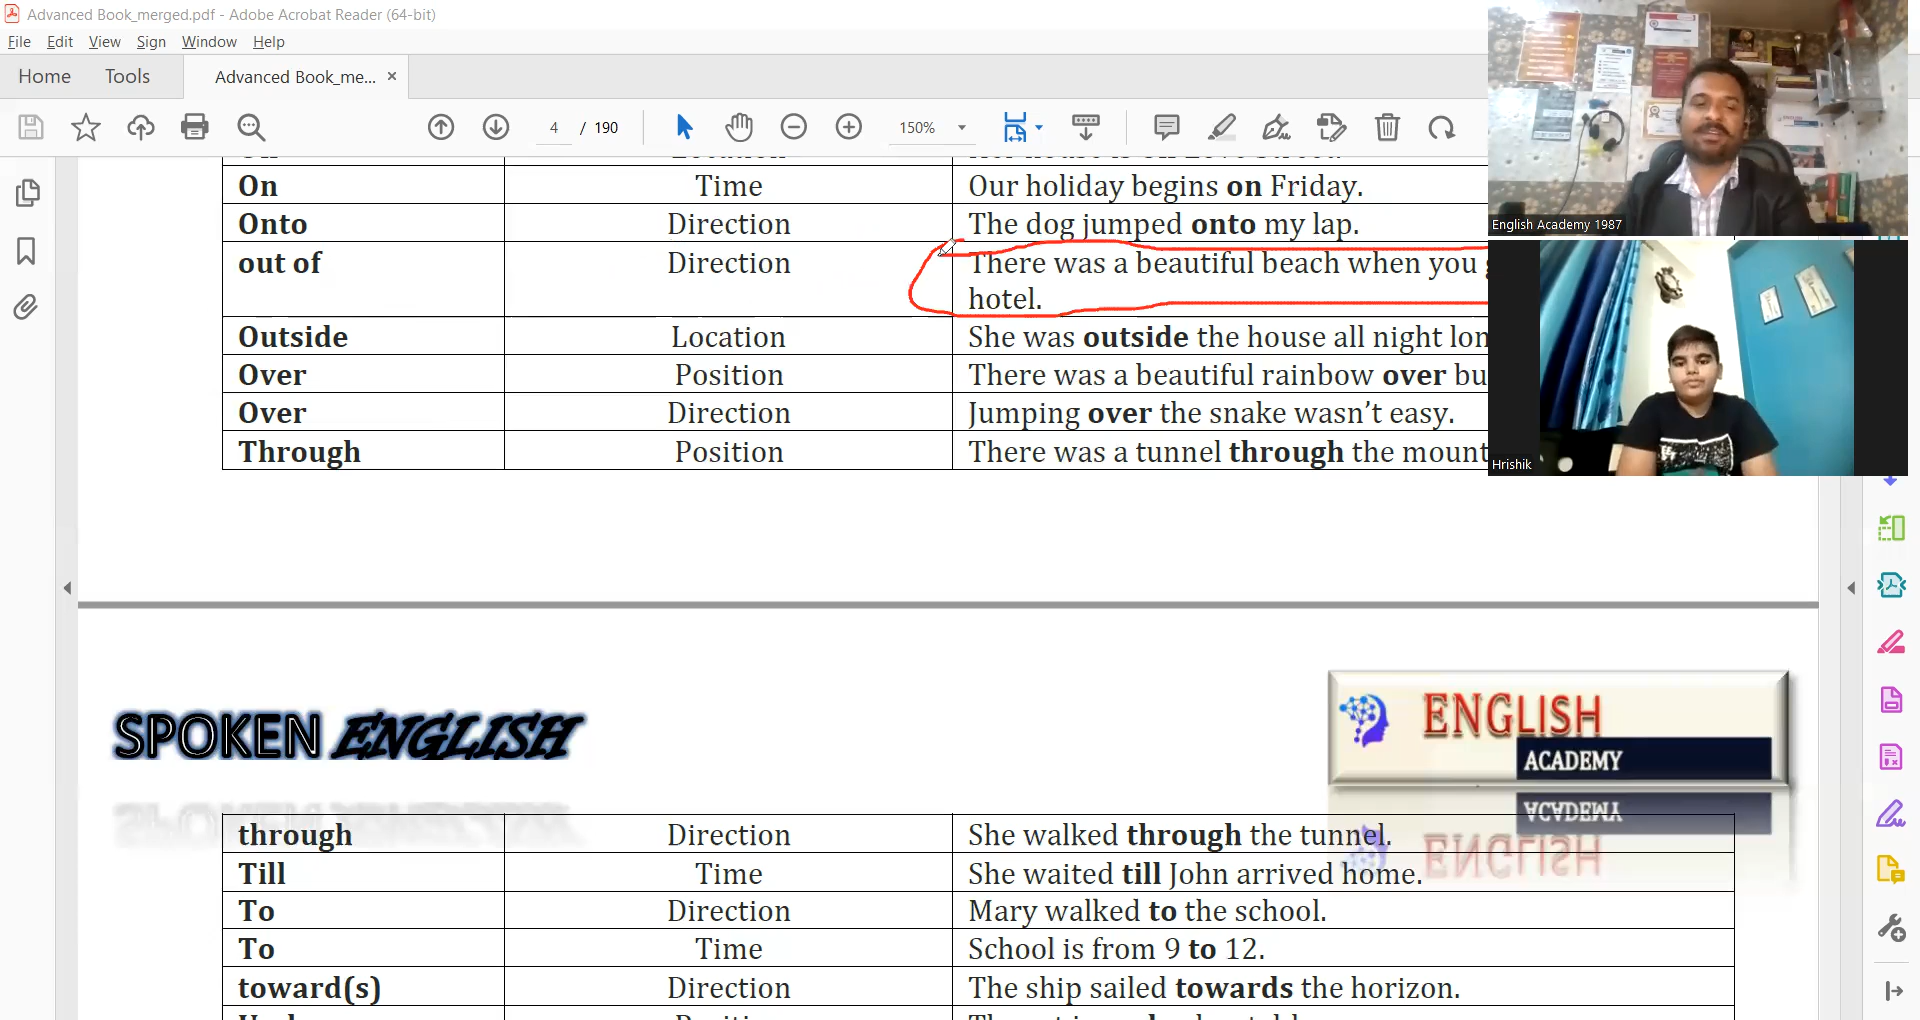 Advanced Book_merged.pdf - Adobe Acrobat Reader (64-bit)
File Edit View Sign Window Help
Home Tools Advanced Book_me... ×
4 / 190 150%
On Time Our holiday begins on Friday.
Onto Direction The dog jumped onto my lap.
out of Direction There was a beautiful beach when you
hotel.
Outside Location She was outside the house all night
Over Position There was a beautiful rainbow over
Over Direction Jumping over the snake wasn't easy.
Through Position There was a tunnel through the
English Academy 1987
Hrishik
SPOKEN ENGLISH
ENGLISH
ACADEMY
through Direction She walked through the tunnel.
Till Time She waited till John arrived home.
To Direction Mary walked to the school.
To Time School is from 9 to 12.
toward(s) Direction The ship sailed towards the horizon.